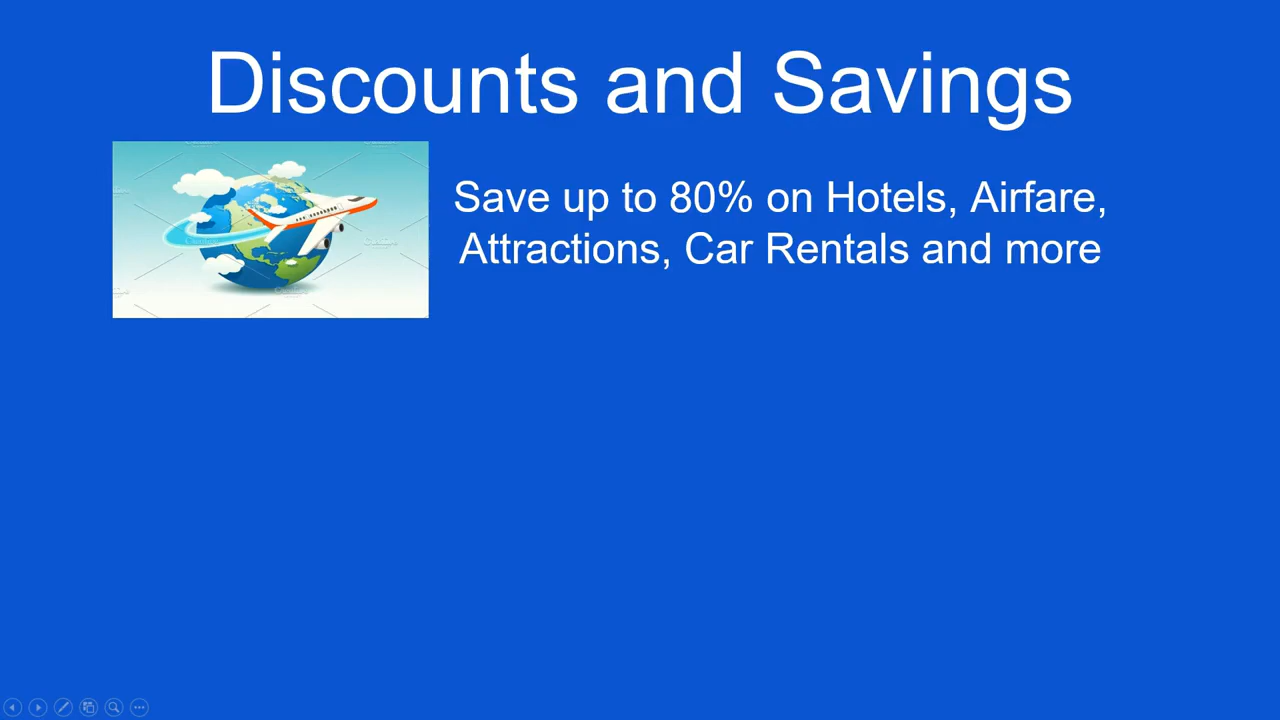 Discounts and Savings
Save up to 80% on Hotels, Airfare,
Attractions, Car Rentals and more